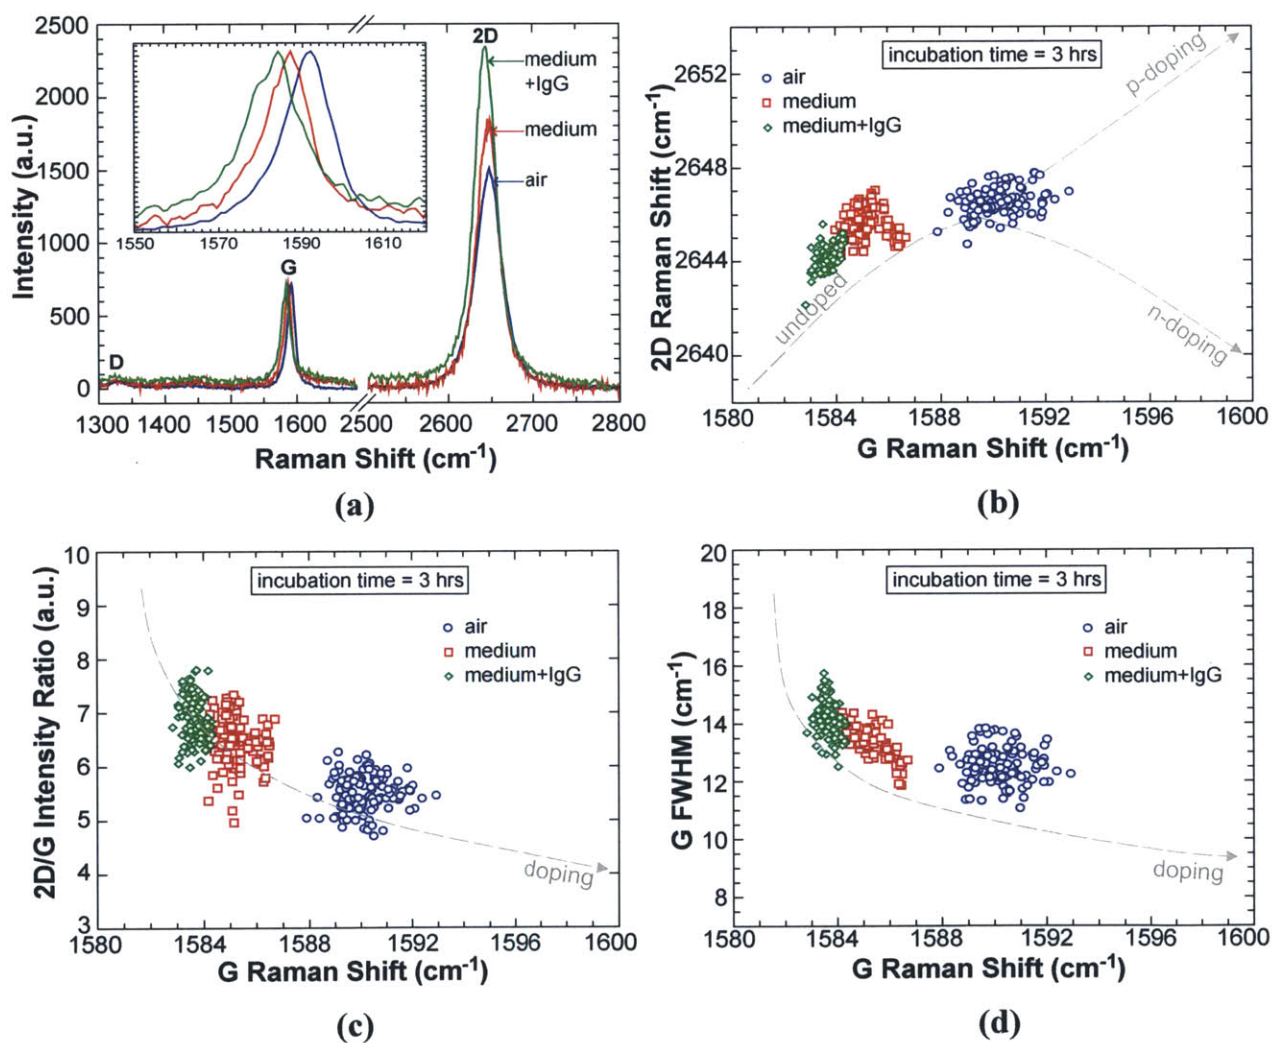 2500
2000
1500
1000
500
0
Intensity (a.u.)
1550 1570 1590 1610
2D
medium
+IgG
medium
air
G
D
1300 1400 1500 1600 2500 2600 2700 2800
Raman Shift (cm⁻¹)
(a)
incubation time = 3 hrs
air
medium
medium+IgG
p-doping
undoped
n-doping
2652
2648
2644
2640
2D Raman Shift (cm⁻¹)
1580 1584 1588 1592 1596 1600
G Raman Shift (cm⁻¹)
(b)
10
9
8
7
6
5
4
3
2D/G Intensity Ratio (a.u.)
incubation time = 3 hrs
air
medium
medium+IgG
doping
1580 1584 1588 1592 1596 1600
G Raman Shift (cm⁻¹)
(c)
20
18
16
14
12
10
8
G FWHM (cm⁻¹)
incubation time = 3 hrs
air
medium
medium+IgG
doping
1580 1584 1588 1592 1596 1600
G Raman Shift (cm⁻¹)
(d)